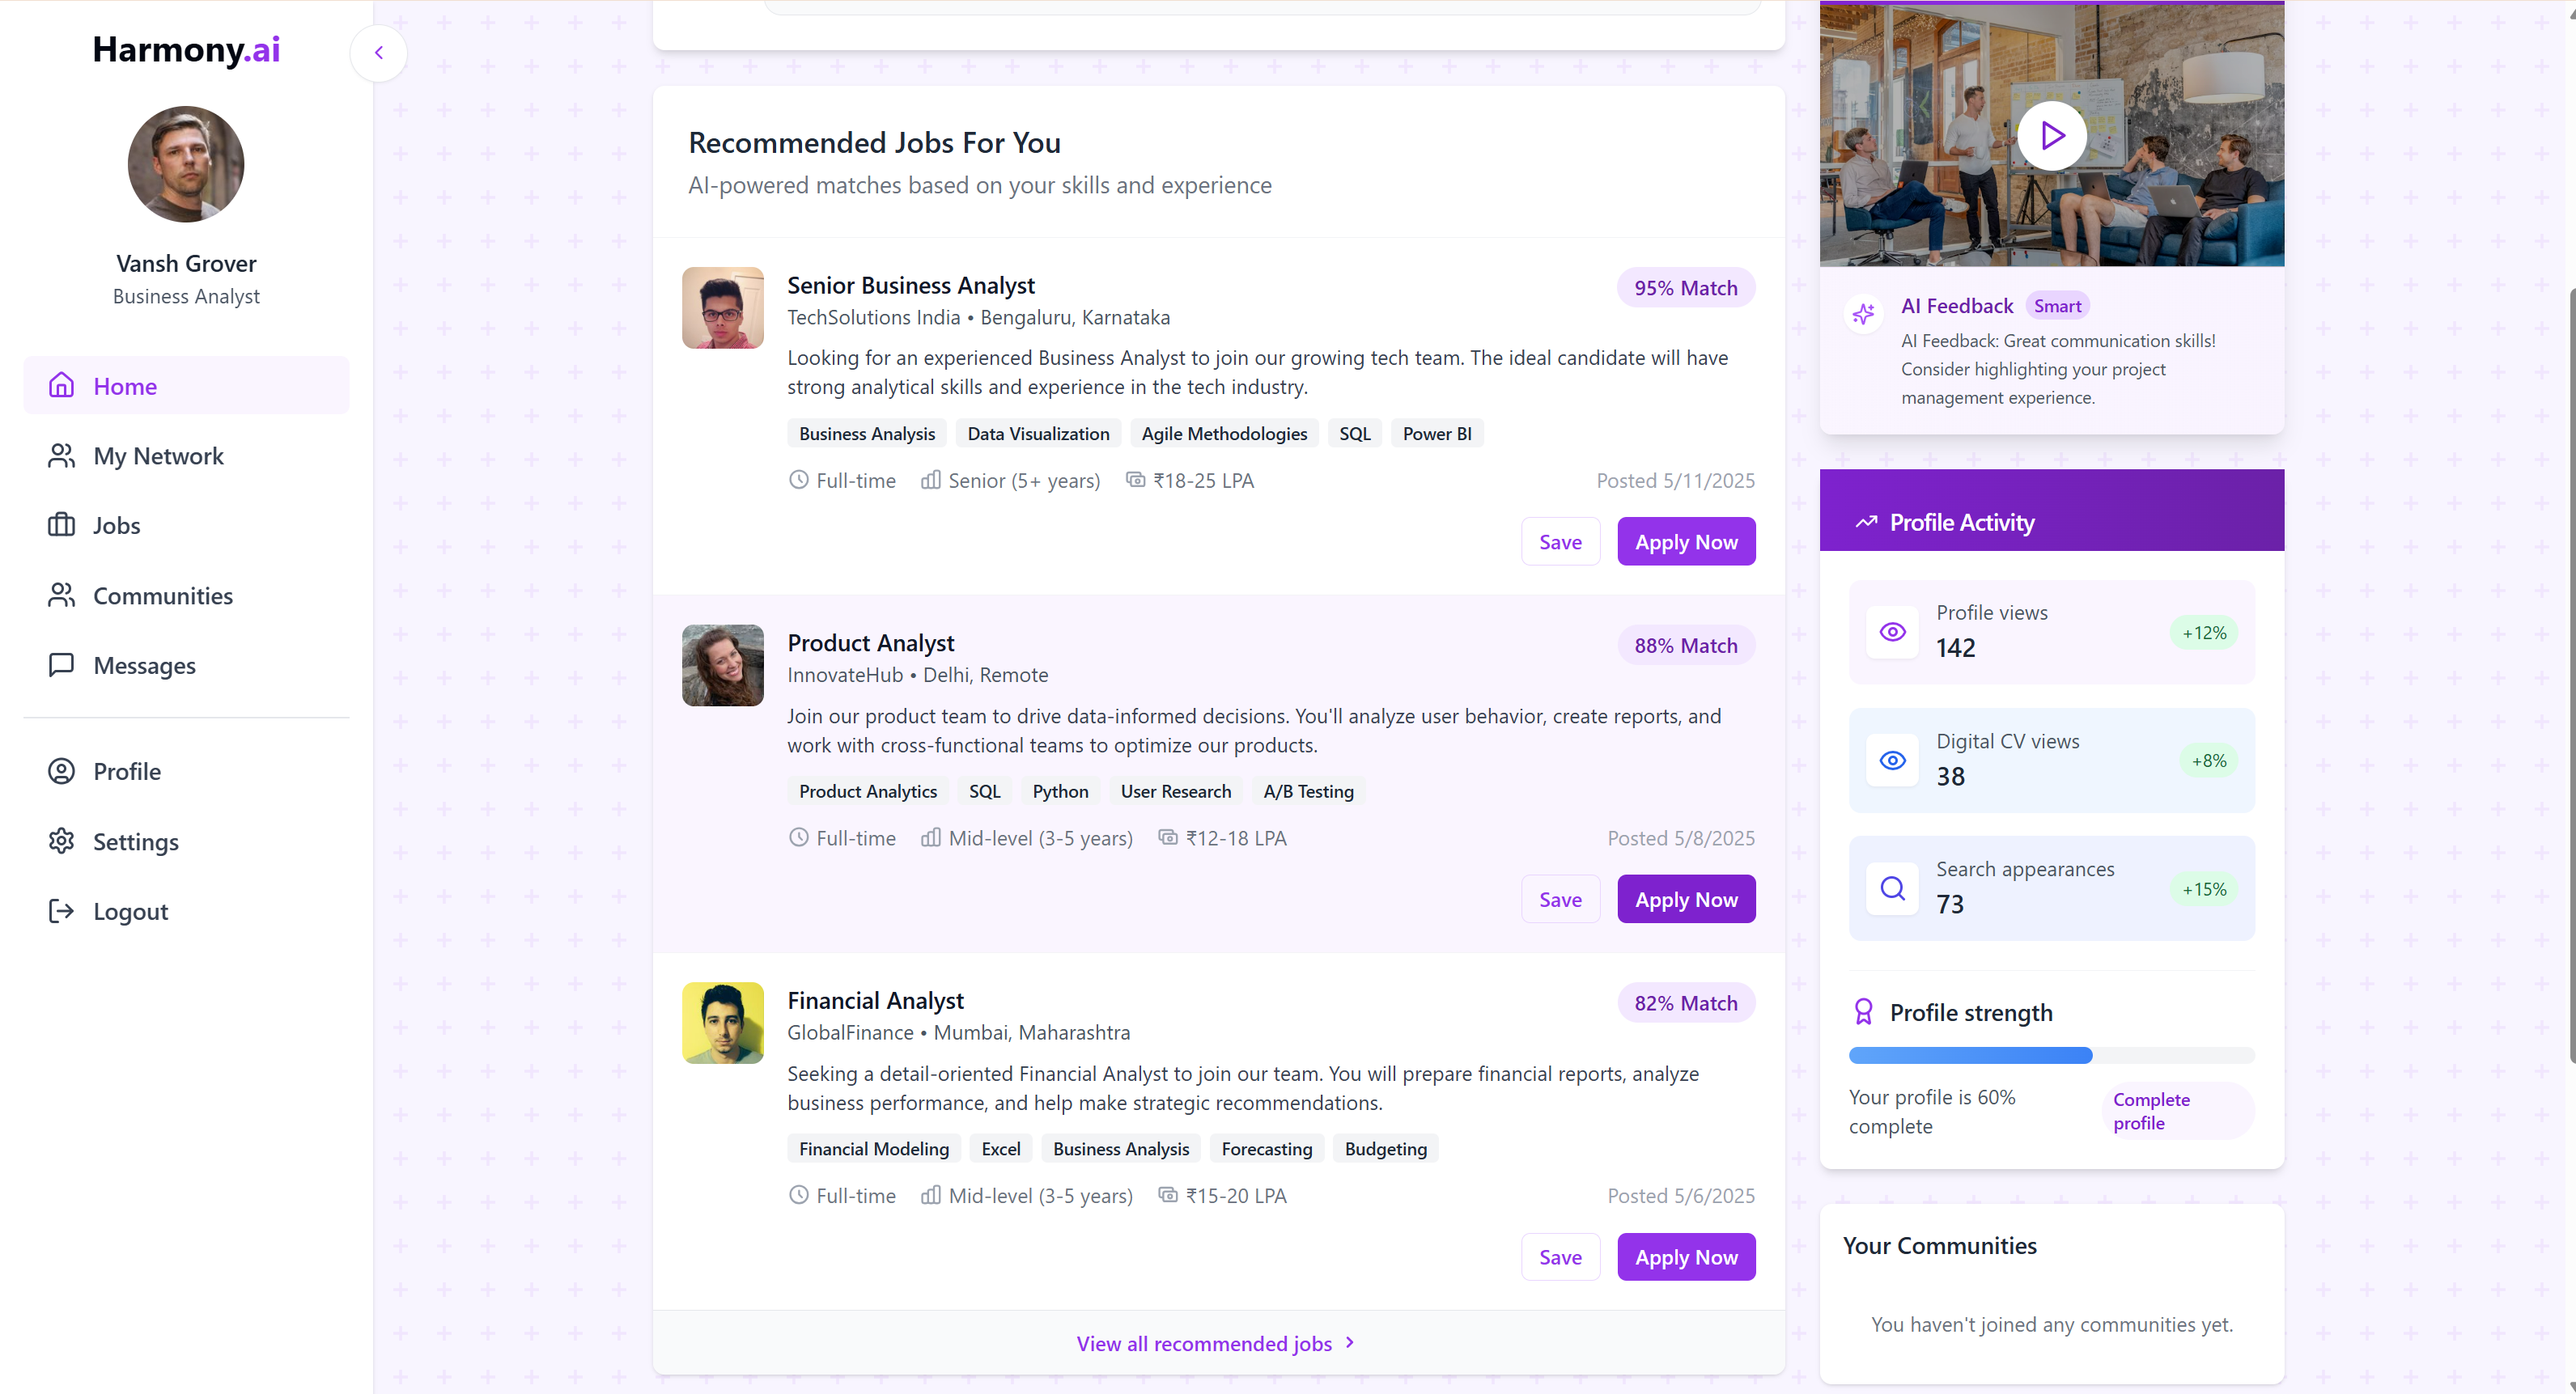 Harmony.ai
Vansh Grover
Business Analyst
Home
My Network
Jobs
Communities
Messages
Profile
Settings
Logout
Recommended Jobs For You
AI-powered matches based on your skills and experience
Senior Business Analyst
95% Match
TechSolutions India • Bengaluru, Karnataka
Looking for an experienced Business Analyst to join our growing tech team. The ideal candidate will have
strong analytical skills and experience in the tech industry.
Business Analysis Data Visualization Agile Methodologies SQL Power BI
Full-time Senior (5+ years) ₹18-25 LPA Posted 5/11/2025
Save Apply Now
Product Analyst
88% Match
InnovateHub • Delhi, Remote
Join our product team to drive data-informed decisions. You'll analyze user behavior, create reports, and
work with cross-functional teams to optimize our products.
Product Analytics SQL Python User Research A/B Testing
Full-time Mid-level (3-5 years) ₹12-18 LPA Posted 5/8/2025
Save Apply Now
Financial Analyst
82% Match
GlobalFinance • Mumbai, Maharashtra
Seeking a detail-oriented Financial Analyst to join our team. You will prepare financial reports, analyze
business performance, and help make strategic recommendations.
Financial Modeling Excel Business Analysis Forecasting Budgeting
Full-time Mid-level (3-5 years) ₹15-20 LPA Posted 5/6/2025
Save Apply Now
View all recommended jobs
AI Feedback Smart
AI Feedback: Great communication skills!
Consider highlighting your project
management experience.
Profile Activity
Profile views
142
+12%
Digital CV views
38
+8%
Search appearances
73
+15%
Profile strength
Your profile is 60%
complete
Complete
profile
Your Communities
You haven't joined any communities yet.